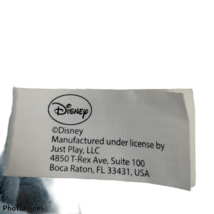 Disney
©Disney
Manufactured under license by
Just Play, LLC
4850 T-Rex Ave, Suite 100
Boca Raton, FL 33431, USA